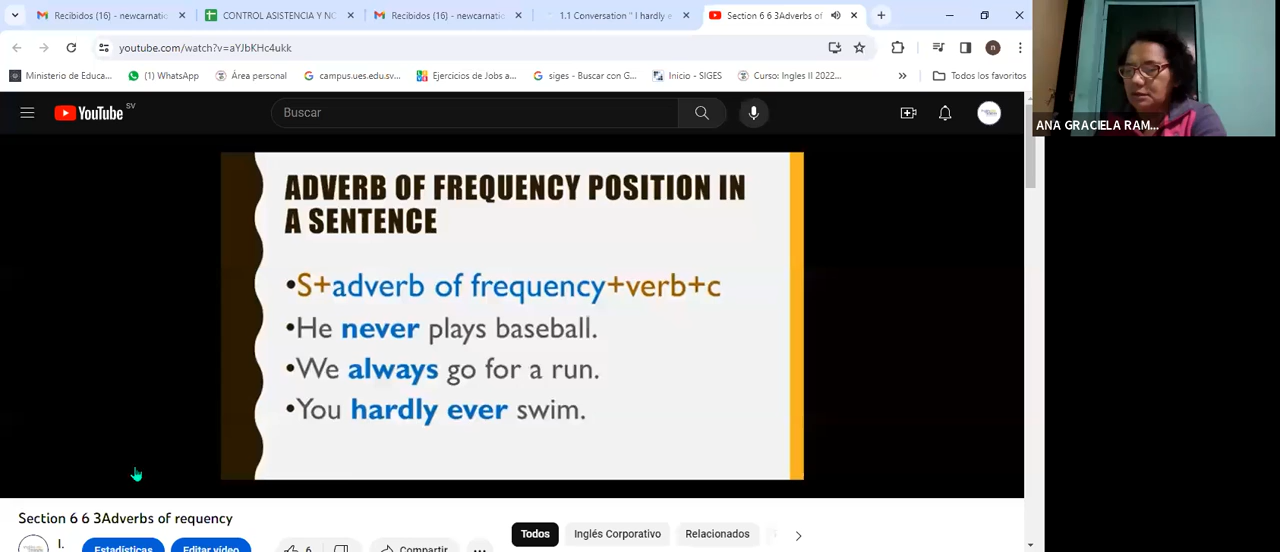 Recibidos (16) - newcarnatio
CONTROL ASISTENCIA Y NO
Recibidos (16) - newcarnatio
1.1 Conversation " I hardly e
Section 6 6 3Adverbs of
youtube.com/watch?v=aYJbKHc4ukk
Ministerio de Educa...
(1) WhatsApp
Área personal
campus.ues.edu.sv...
Ejercicios de Jobs a...
siges - Buscar con G...
Inicio - SIGES
Curso: Ingles II 2022...
Todos los favoritos
YouTube SV
Buscar
ANA GRACIELA RAM...
ADVERB OF FREQUENCY POSITION IN
A SENTENCE
•S+adverb of frequency+verb+c
•He never plays baseball.
•We always go for a run.
•You hardly ever swim.
Section 6 6 3Adverbs of requency
I.
Estadísticas
Editar video
6
Compartir
...
Todos
Inglés Corporativo
Relacionados